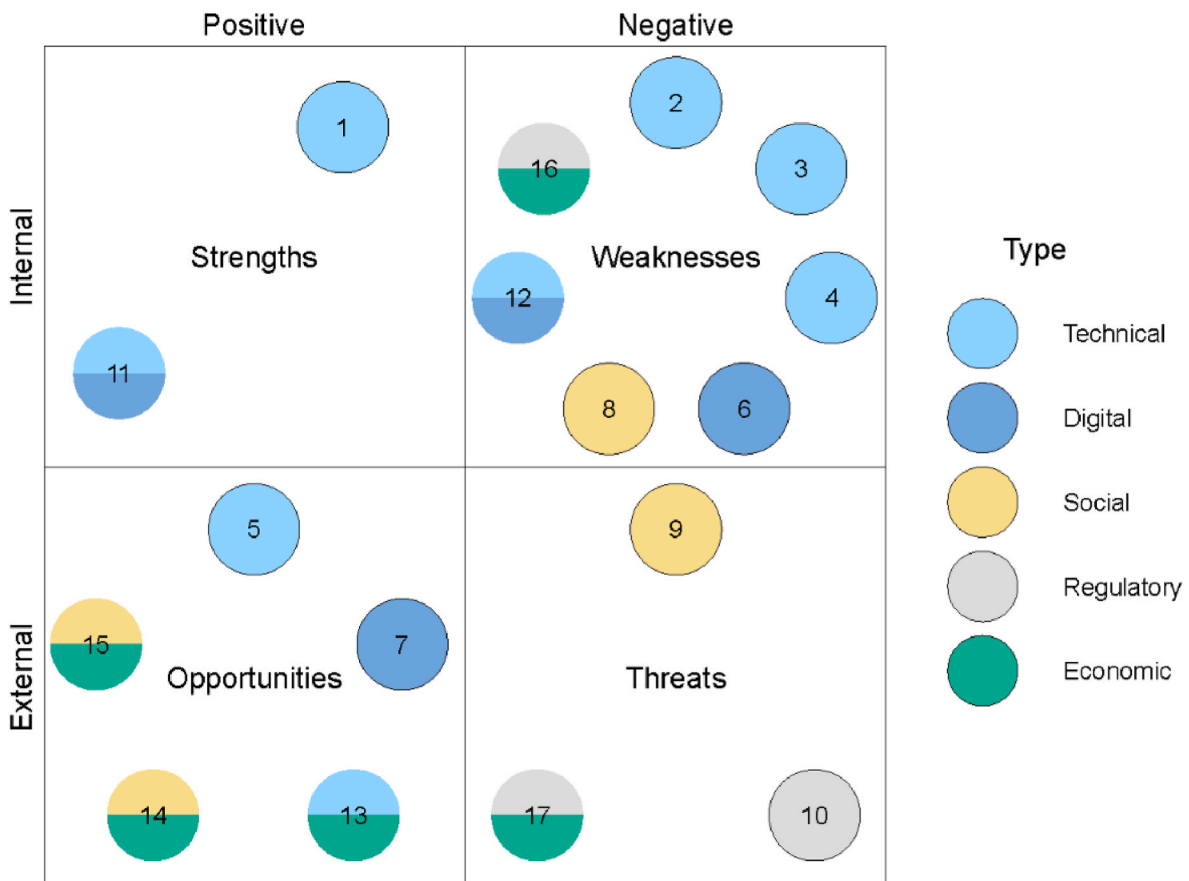 Positive
Negative
Internal
1
Strengths
11
2
16
3
Weaknesses
12
4
8
6
External
5
15
7
Opportunities
14
13
9
Threats
17
10
Type
Technical
Digital
Social
Regulatory
Economic